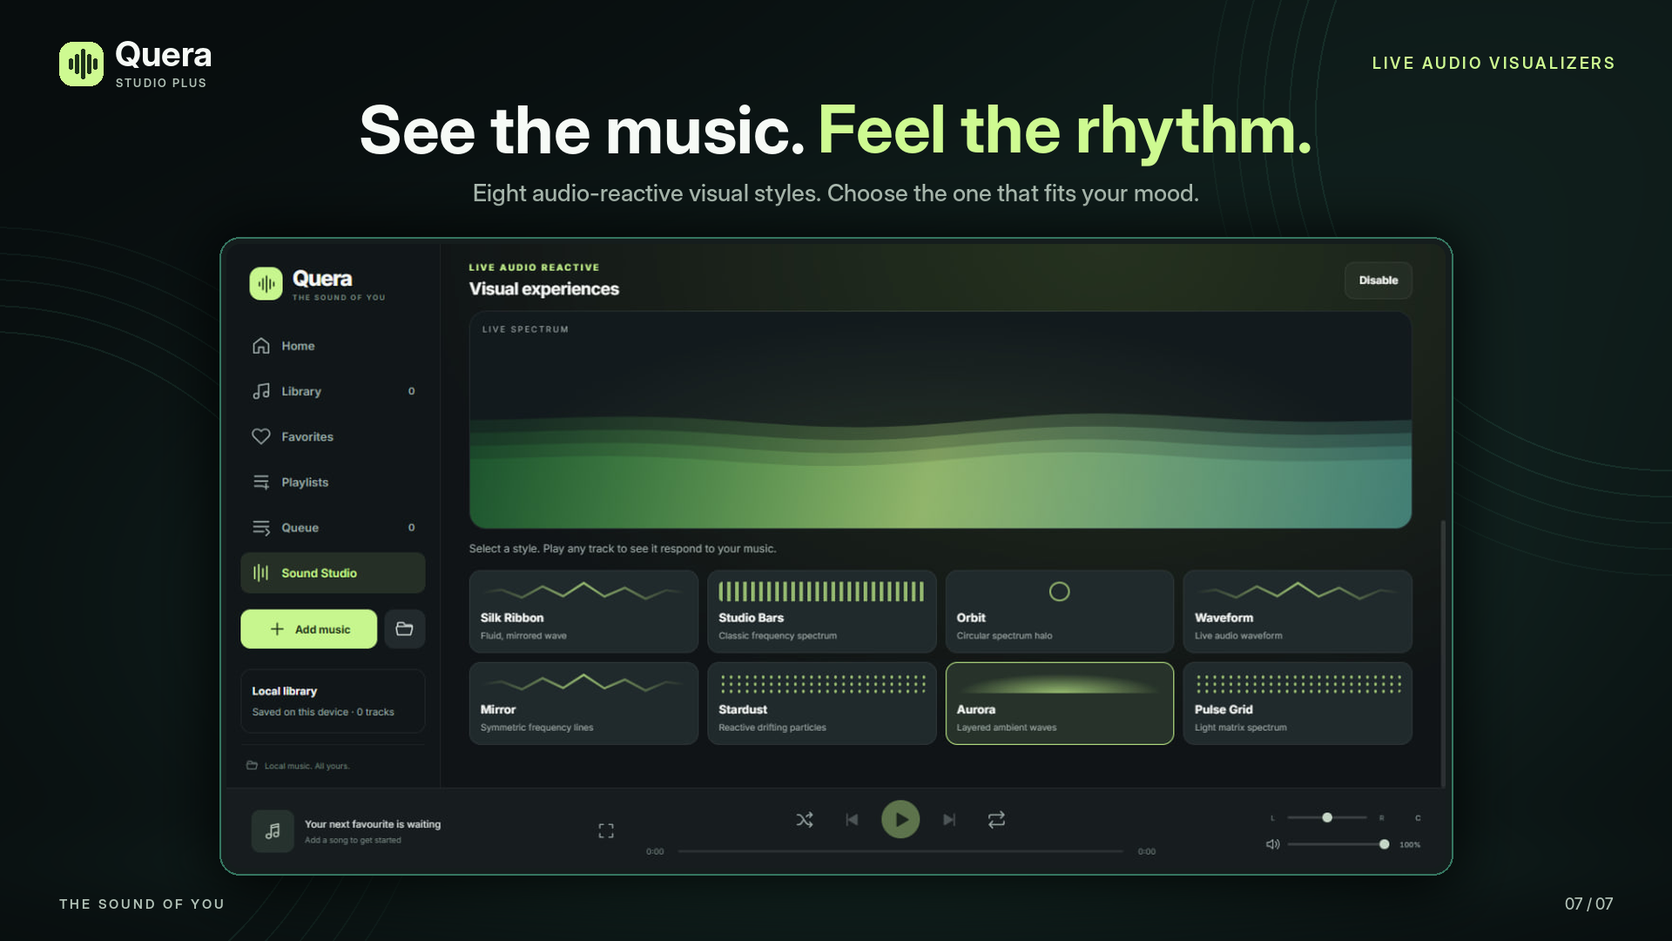 Quera
STUDIO PLUS
LIVE AUDIO VISUALIZERS
See the music. Feel the rhythm.
Eight audio-reactive visual styles. Choose the one that fits your mood.
Quera
THE SOUND OF YOU
Home
Library 0
Favorites
Playlists
Queue 0
Sound Studio
Add music
Local library
Saved on this device · 0 tracks
Local music. All yours.
LIVE AUDIO REACTIVE
Visual experiences
Disable
LIVE SPECTRUM
Select a style. Play any track to see it respond to your music.
Silk Ribbon
Fluid, mirrored wave
Studio Bars
Classic frequency spectrum
Orbit
Circular spectrum halo
Waveform
Live audio waveform
Mirror
Symmetric frequency lines
Stardust
Reactive drifting particles
Aurora
Layered ambient waves
Pulse Grid
Light matrix spectrum
Your next favourite is waiting
Add a song to get started
0:00
0:00
L R C
100%
THE SOUND OF YOU
07 / 07